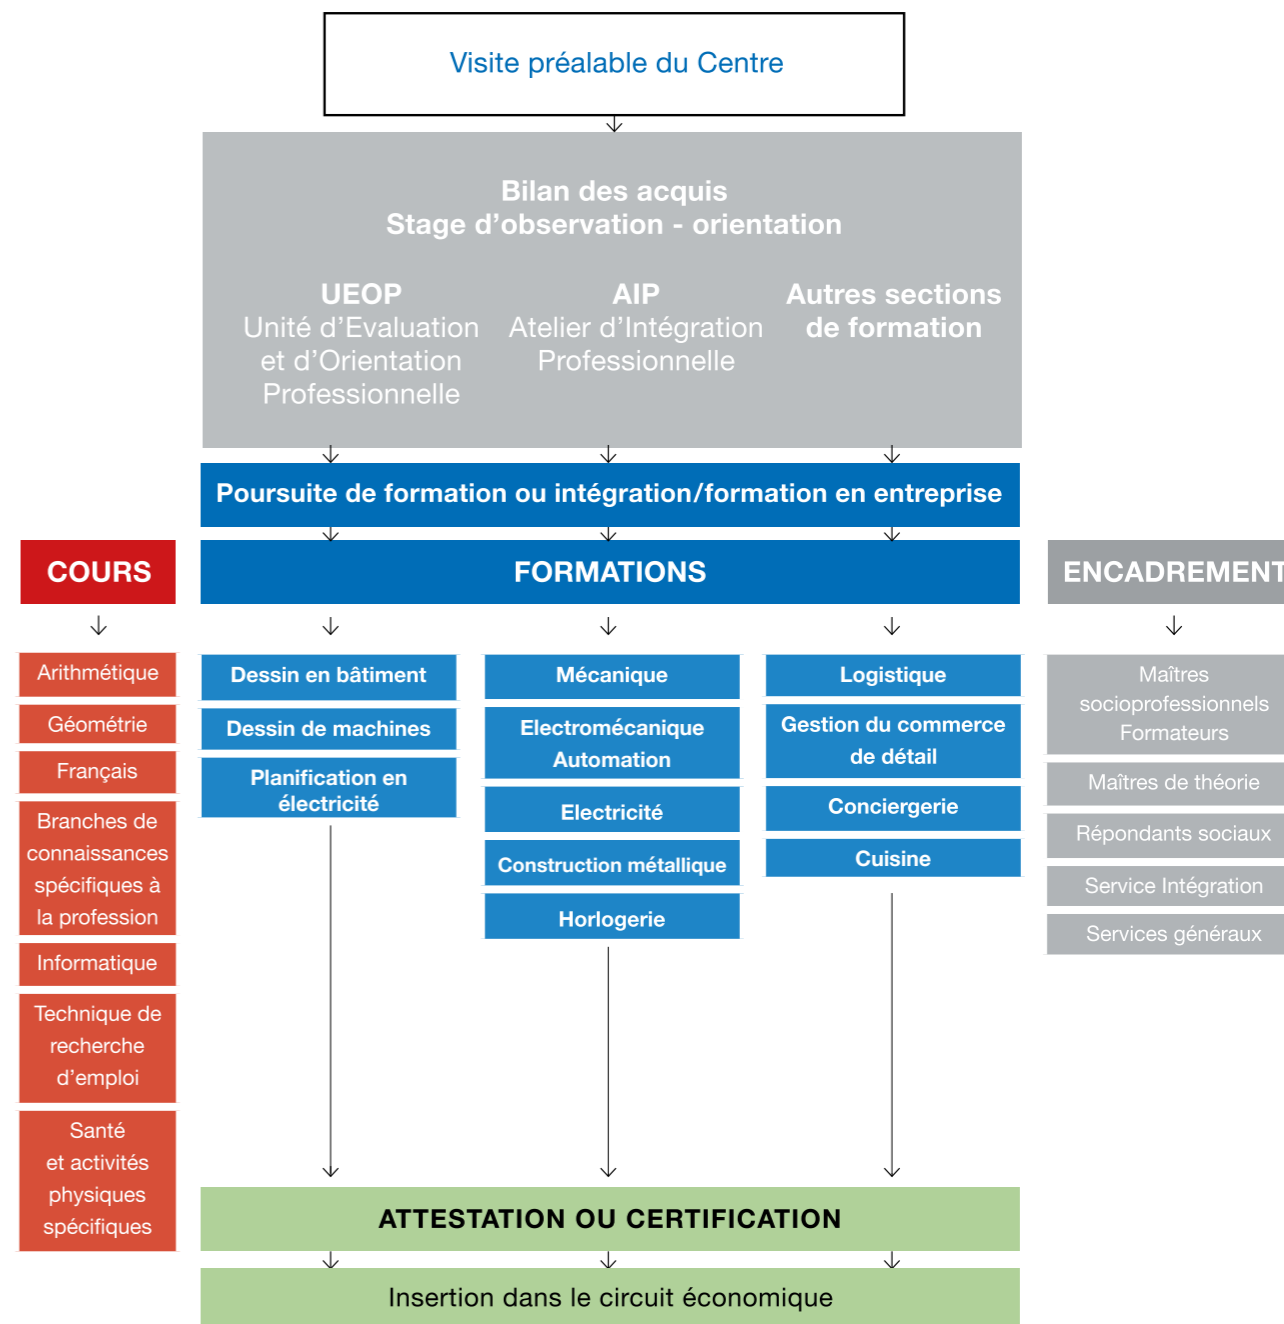 Visite préalable du Centre
Bilan des acquis
Stage d’observation - orientation
UEOP
Unité d’Evaluation
et d’Orientation
Professionnelle
AIP
Atelier d’Intégration
Professionnelle
Autres sections
de formation
Poursuite de formation ou intégration/formation en entreprise
COURS
Arithmétique
Géométrie
Français
Branches de
connaissances
spécifiques à
la profession
Informatique
Technique de
recherche
d’emploi
Santé
et activités
physiques
spécifiques
FORMATIONS
Dessin en bâtiment
Dessin de machines
Planification en
électricité
Mécanique
Electromécanique
Automation
Electricité
Construction métallique
Horlogerie
Logistique
Gestion du commerce
de détail
Conciergerie
Cuisine
ENCADREMENT
Maîtres
socioprofessionnels
Formateurs
Maîtres de théorie
Répondants sociaux
Service Intégration
Services généraux
ATTESTATION OU CERTIFICATION
Insertion dans le circuit économique